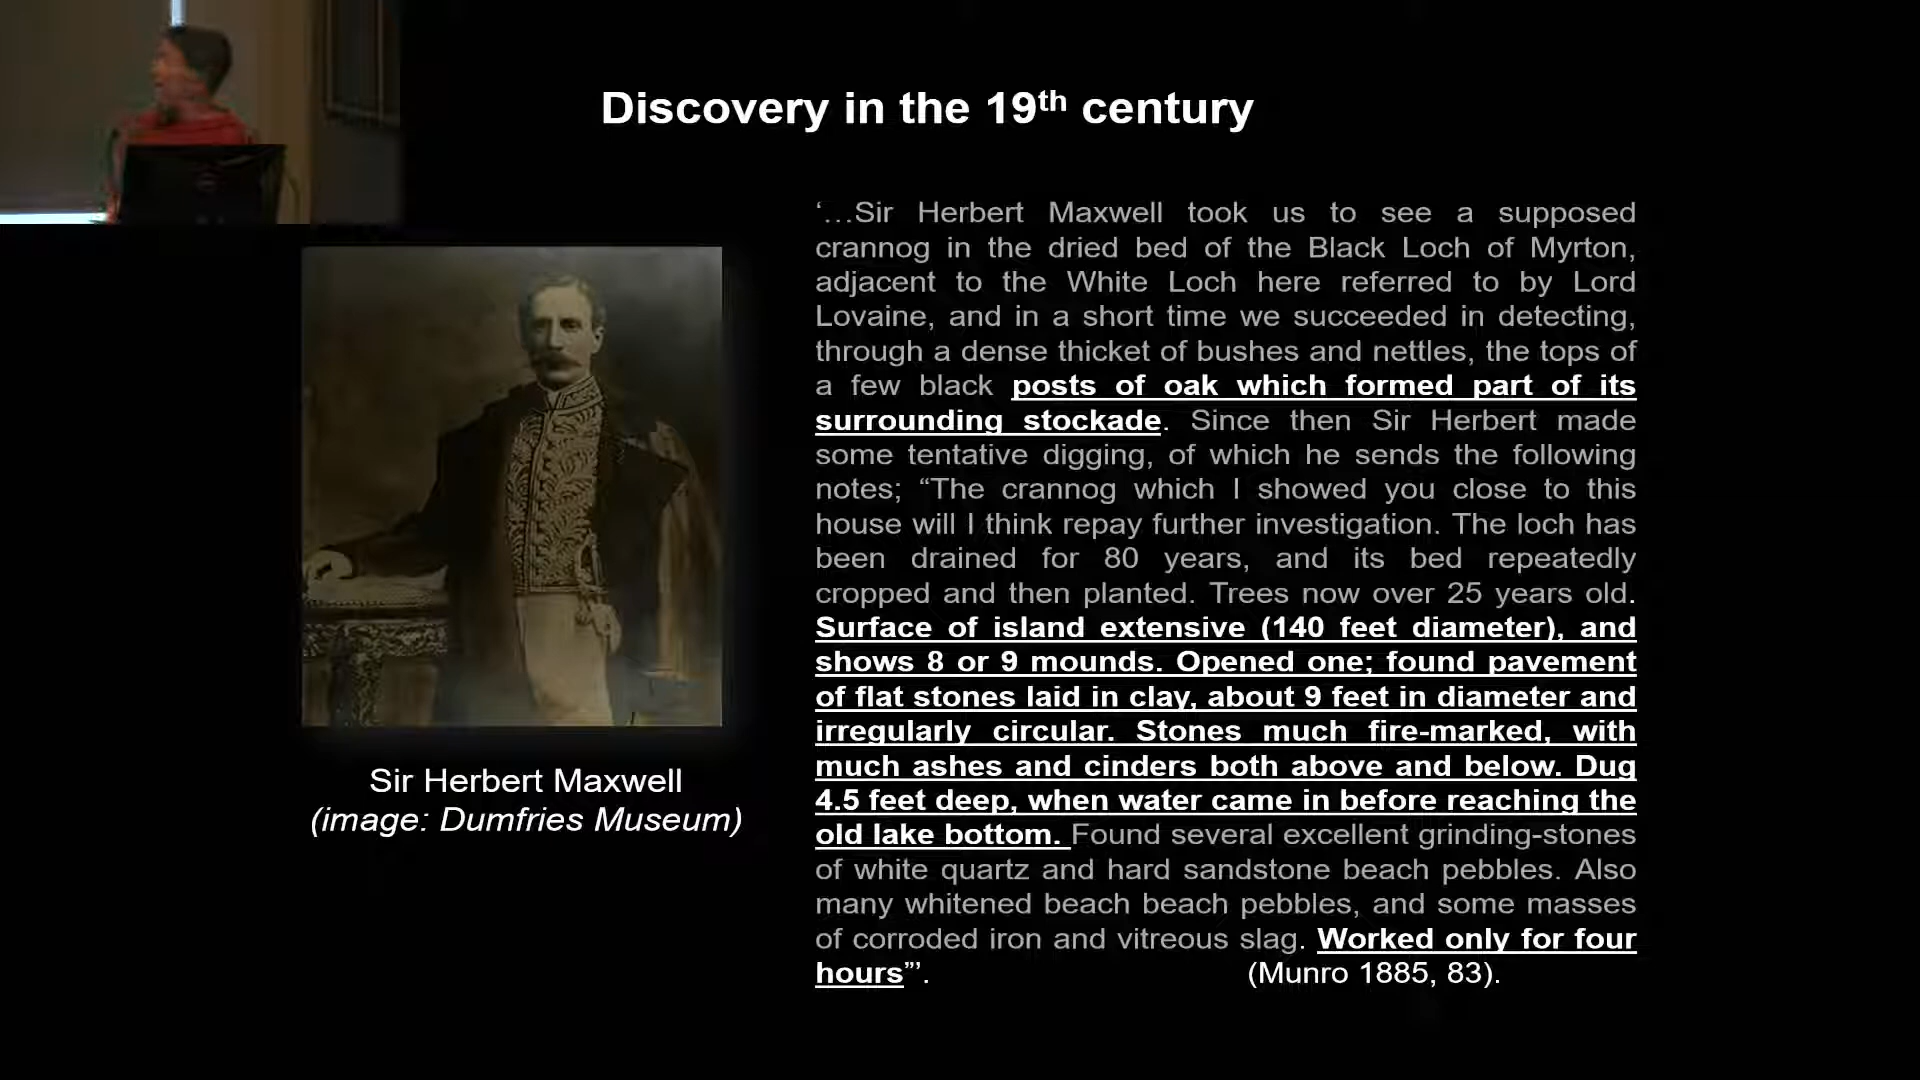 Discovery in the 19th century
‘…Sir Herbert Maxwell took us to see a supposed
crannog in the dried bed of the Black Loch of Myrton,
adjacent to the White Loch here referred to by Lord
Lovaine, and in a short time we succeeded in detecting,
through a dense thicket of bushes and nettles, the tops of
a few black posts of oak which formed part of its
surrounding stockade. Since then Sir Herbert made
some tentative digging, of which he sends the following
notes; “The crannog which I showed you close to this
house will I think repay further investigation. The loch has
been drained for 80 years, and its bed repeatedly
cropped and then planted. Trees now over 25 years old.
Surface of island extensive (140 feet diameter), and
shows 8 or 9 mounds. Opened one; found pavement
of flat stones laid in clay, about 9 feet in diameter and
irregularly circular. Stones much fire-marked, with
much ashes and cinders both above and below. Dug
4.5 feet deep, when water came in before reaching the
old lake bottom. Found several excellent grinding-stones
of white quartz and hard sandstone beach pebbles. Also
many whitened beach beach pebbles, and some masses
of corroded iron and vitreous slag. Worked only for four
hours”’. (Munro 1885, 83).
Sir Herbert Maxwell
(image: Dumfries Museum)